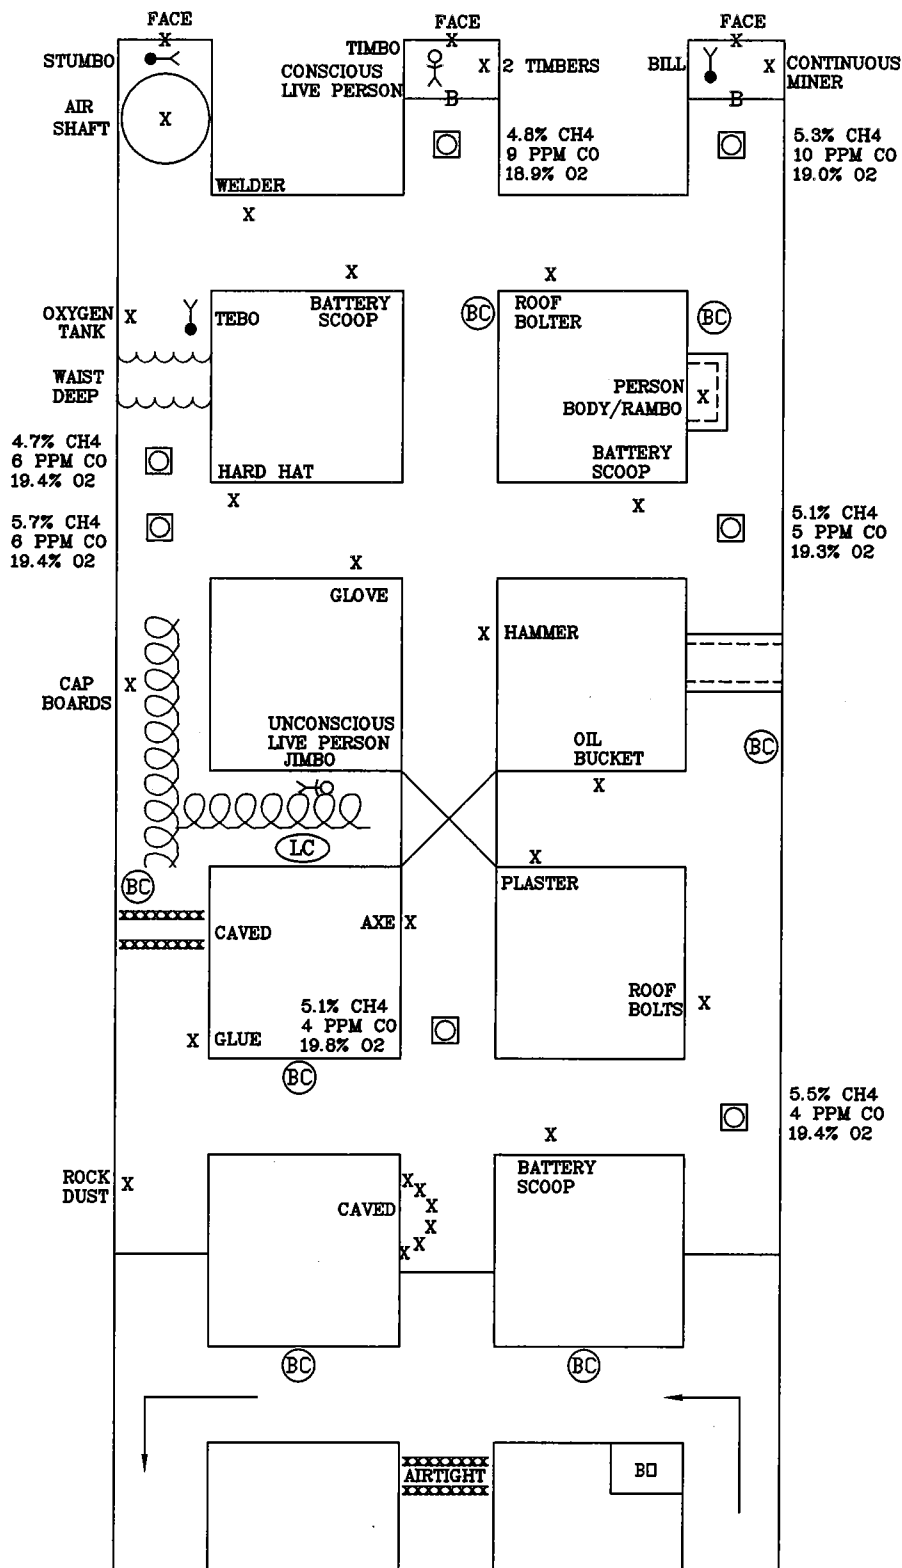 FACE
FACE
FACE
STUMBO
X
TIMBO
CONSCIOUS
LIVE PERSON
X
X 2 TIMBERS
BILL
X
X CONTINUOUS
MINER
B
B
AIR
SHAFT
X
4.8% CH4
9 PPM CO
18.9% O2
5.3% CH4
10 PPM CO
19.0% O2
WELDER
X
X
X
OXYGEN
TANK
X
TEBO
BATTERY
SCOOP
BC
ROOF
BOLTER
BC
WAIST
DEEP
PERSON
BODY/RAMBO
X
4.7% CH4
6 PPM CO
19.4% O2
HARD HAT
X
BATTERY
SCOOP
X
5.7% CH4
6 PPM CO
19.4% O2
5.1% CH4
5 PPM CO
19.3% O2
X
GLOVE
X HAMMER
CAP
BOARDS
X
UNCONSCIOUS
LIVE PERSON
JIMBO
OIL
BUCKET
X
BC
LC
BC
X
PLASTER
CAVED
AXE X
5.1% CH4
4 PPM CO
19.8% O2
ROOF
BOLTS
X
X GLUE
BC
5.5% CH4
4 PPM CO
19.4% O2
X
BATTERY
SCOOP
ROCK
DUST
X
CAVED
X
X
X
X
X
X
BC
BC
AIRTIGHT
BO